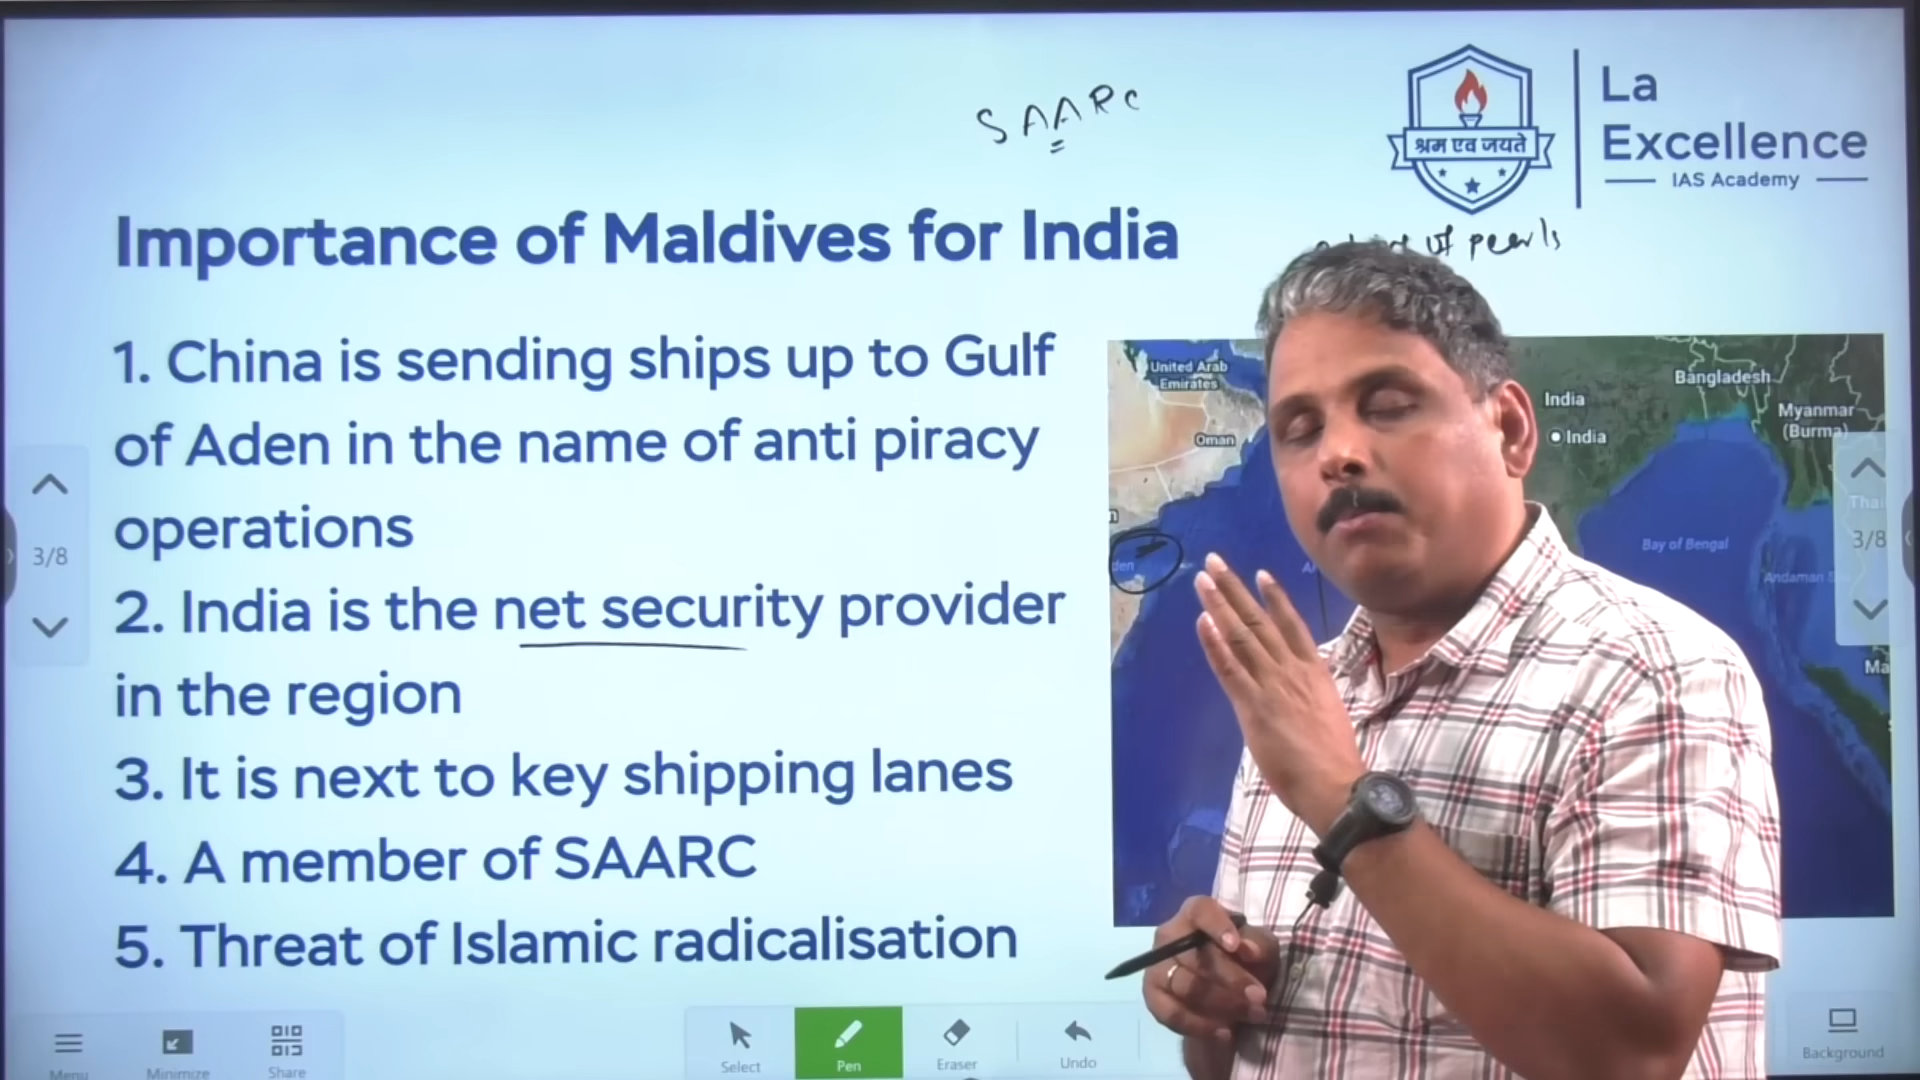 SAARC
La
Excellence
IAS Academy
श्रम एव जयते
of pearls
Importance of Maldives for India
1. China is sending ships up to Gulf
of Aden in the name of anti piracy
operations
2. India is the net security provider
in the region
3. It is next to key shipping lanes
4. A member of SAARC
5. Threat of Islamic radicalisation
United Arab
Emirates
Oman
India
India
Bangladesh
Myanmar
(Burma)
Bay of Bengal
Andaman
3/8
3/8
Menu
Minimize
Share
Select
Pen
Eraser
Undo
Background